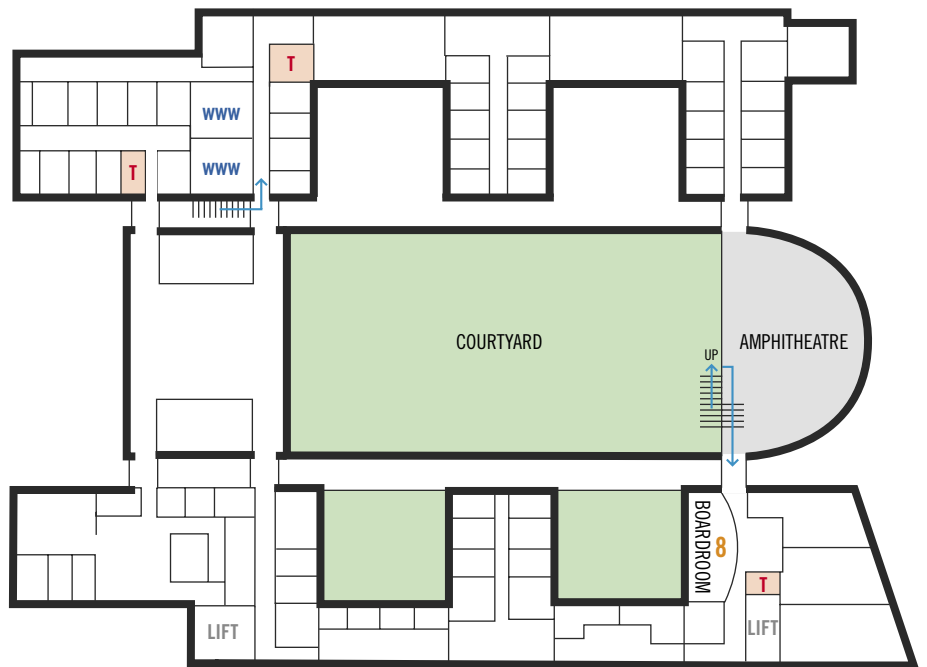 T
WWW
WWW
T
COURTYARD
AMPHITHEATRE
UP
BOARDROOM
8
T
LIFT
LIFT